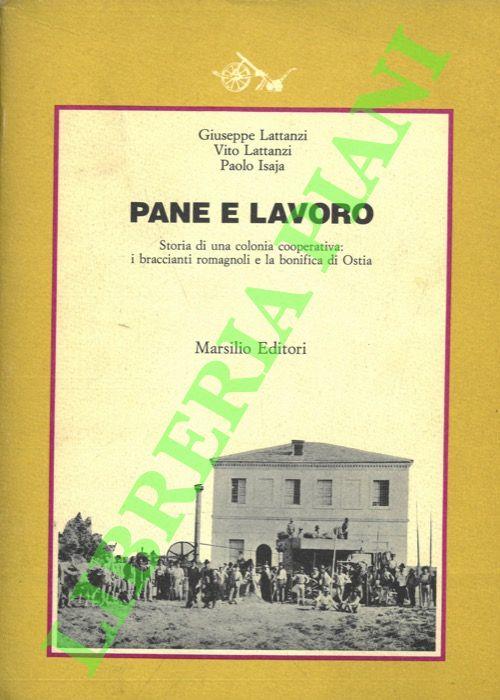 Giuseppe Lattanzi
Vito Lattanzi
Paolo Isaja
PANE E LAVORO
Storia di una colonia cooperativa:
i braccianti romagnoli e la bonifica di Ostia
Marsilio Editori
LIBRERIA PIANI